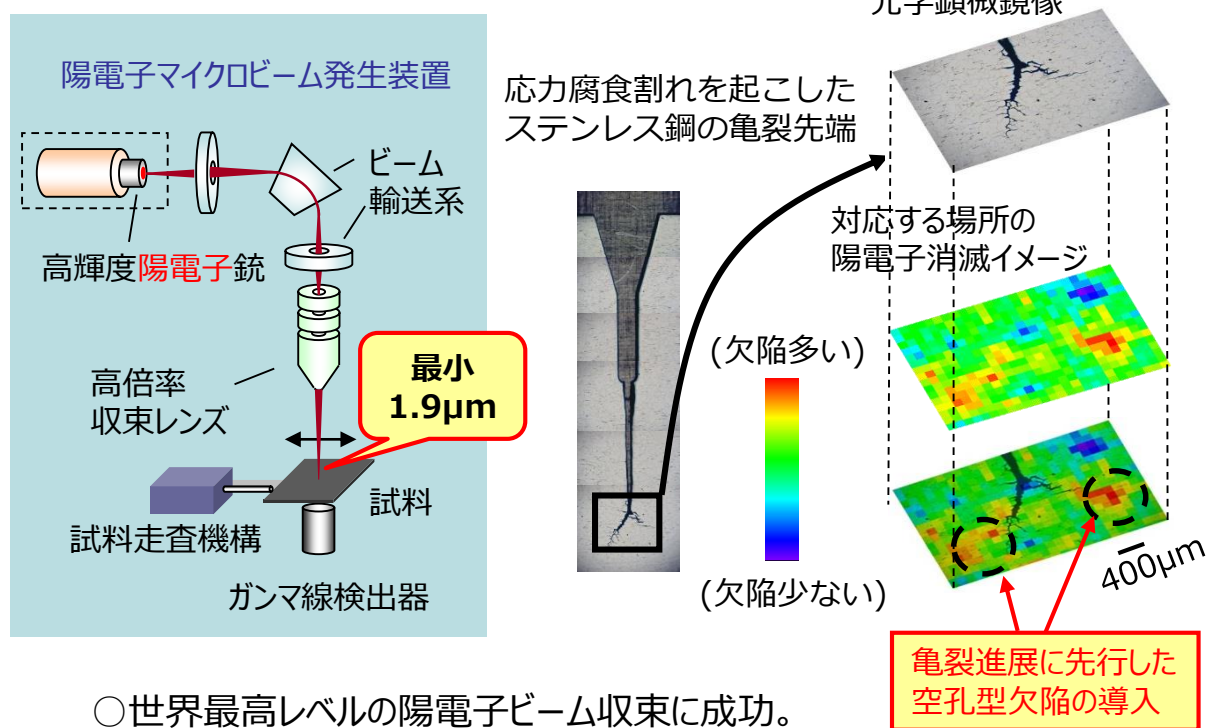 陽電子マイクロビーム発生装置
ビーム
輸送系
高輝度陽電子銃
高倍率
収束レンズ
最小
1.9μm
試料
試料走査機構
ガンマ線検出器
応力腐食割れを起こした
ステンレス鋼の亀裂先端
光学顕微鏡像
対応する場所の
陽電子消滅イメージ
(欠陥多い)
(欠陥少ない)
400μm
亀裂進展に先行した
空孔型欠陥の導入
○世界最高レベルの陽電子ビーム収束に成功。